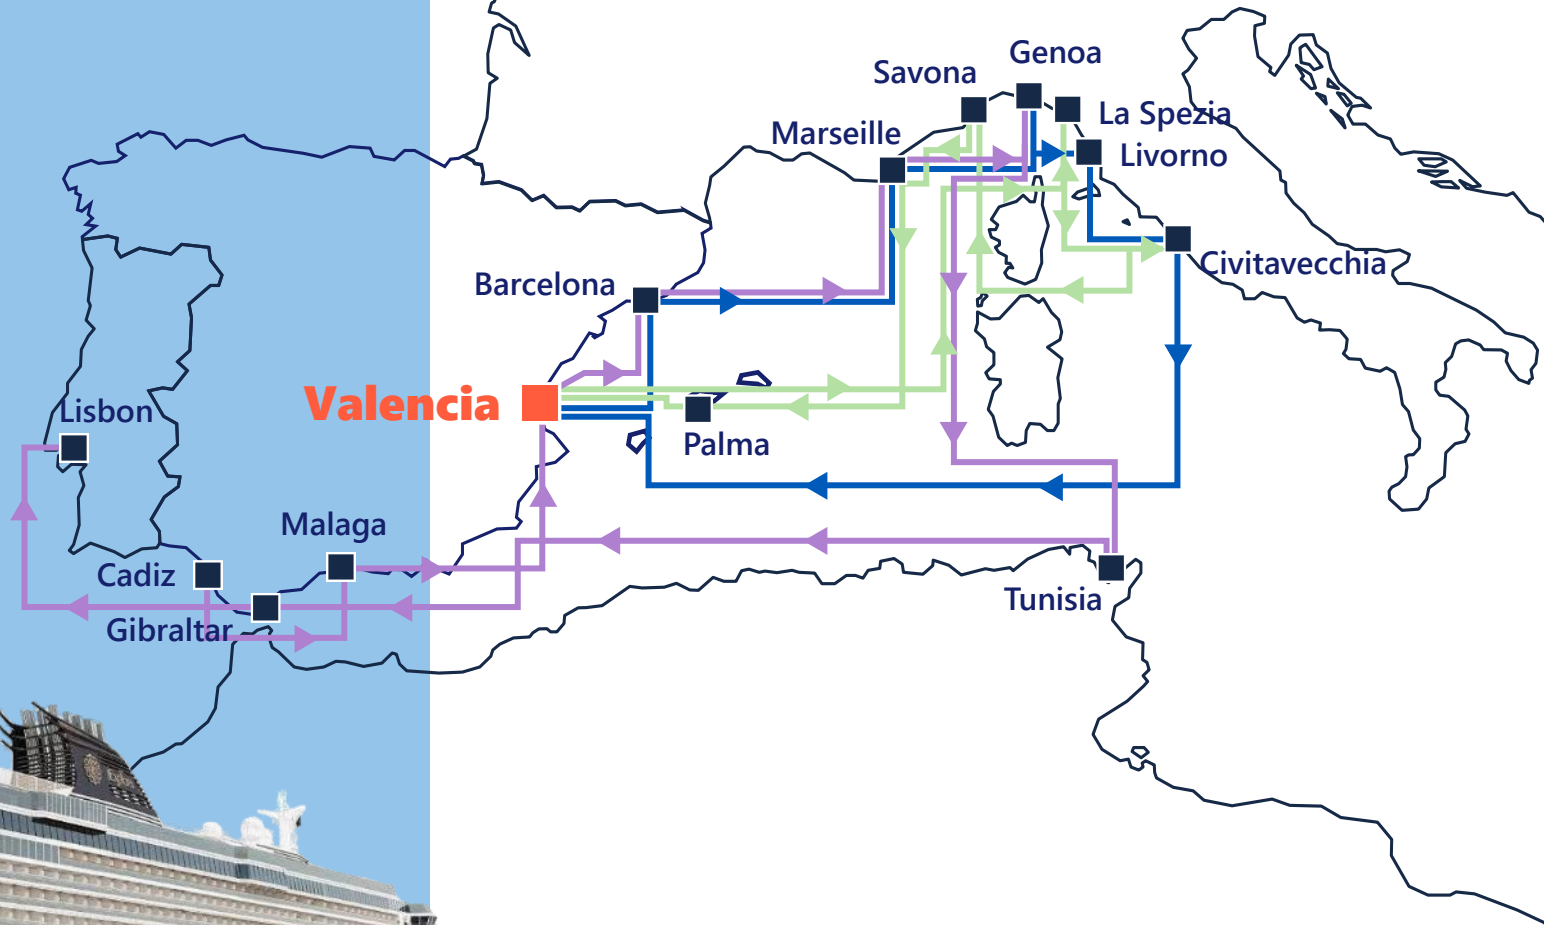 Genoa
Savona
La Spezia
Marseille
Livorno
Civitavecchia
Barcelona
Valencia
Lisbon
Palma
Malaga
Cadiz
Tunisia
Gibraltar